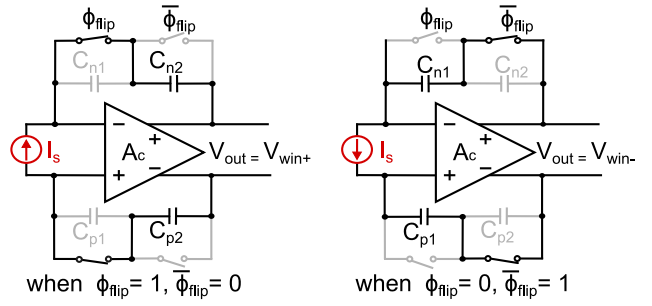 ϕflip ϕ̅flip
Cn1 Cn2
Is
−
+
AC
+
−
Vout = Vwin+
Cp1 Cp2
when ϕflip= 1, ϕ̅flip= 0
ϕflip ϕ̅flip
Cn1 Cn2
Is
−
+
AC
+
−
Vout = Vwin-
Cp1 Cp2
when ϕflip= 0, ϕ̅flip= 1